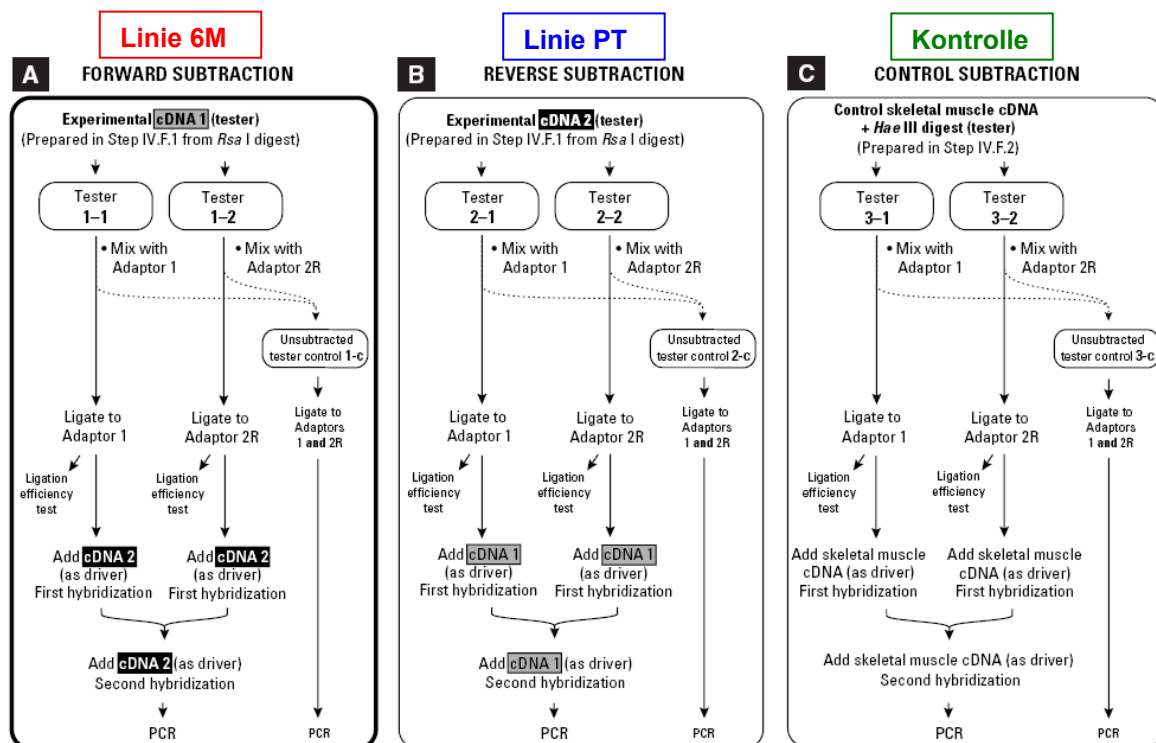 Linie 6M
A
FORWARD SUBTRACTION
Experimental cDNA 1 (tester)
(Prepared in Step IV.F.1 from Rsa I digest)
Tester
1–1
Tester
1–2
• Mix with
Adaptor 1
• Mix with
Adaptor 2R
Unsubtracted
tester control 1-c
Ligate to
Adaptor 1
Ligate to
Adaptor 2R
Ligate to
Adaptors
1 and 2R
Ligation
efficiency
test
Ligation
efficiency
test
Add cDNA 2
(as driver)
First hybridization
Add cDNA 2
(as driver)
First hybridization
Add cDNA 2 (as driver)
Second hybridization
PCR
PCR
Linie PT
B
REVERSE SUBTRACTION
Experimental cDNA 2 (tester)
(Prepared in Step IV.F.1 from Rsa I digest)
Tester
2–1
Tester
2–2
• Mix with
Adaptor 1
• Mix with
Adaptor 2R
Unsubtracted
tester control 2-c
Ligate to
Adaptor 1
Ligate to
Adaptor 2R
Ligate to
Adaptors
1 and 2R
Ligation
efficiency
test
Ligation
efficiency
test
Add cDNA 1
(as driver)
First hybridization
Add cDNA 1
(as driver)
First hybridization
Add cDNA 1 (as driver)
Second hybridization
PCR
PCR
Kontrolle
C
CONTROL SUBTRACTION
Control skeletal muscle cDNA
+ Hae III digest (tester)
(Prepared in Step IV.F.2)
Tester
3–1
Tester
3–2
• Mix with
Adaptor 1
• Mix with
Adaptor 2R
Unsubtracted
tester control 3-c
Ligate to
Adaptor 1
Ligate to
Adaptor 2R
Ligate to
Adaptors
1 and 2R
Ligation
efficiency
test
Ligation
efficiency
test
Add skeletal muscle
cDNA (as driver)
First hybridization
Add skeletal muscle
cDNA (as driver)
First hybridization
Add skeletal muscle cDNA (as driver)
Second hybridization
PCR
PCR